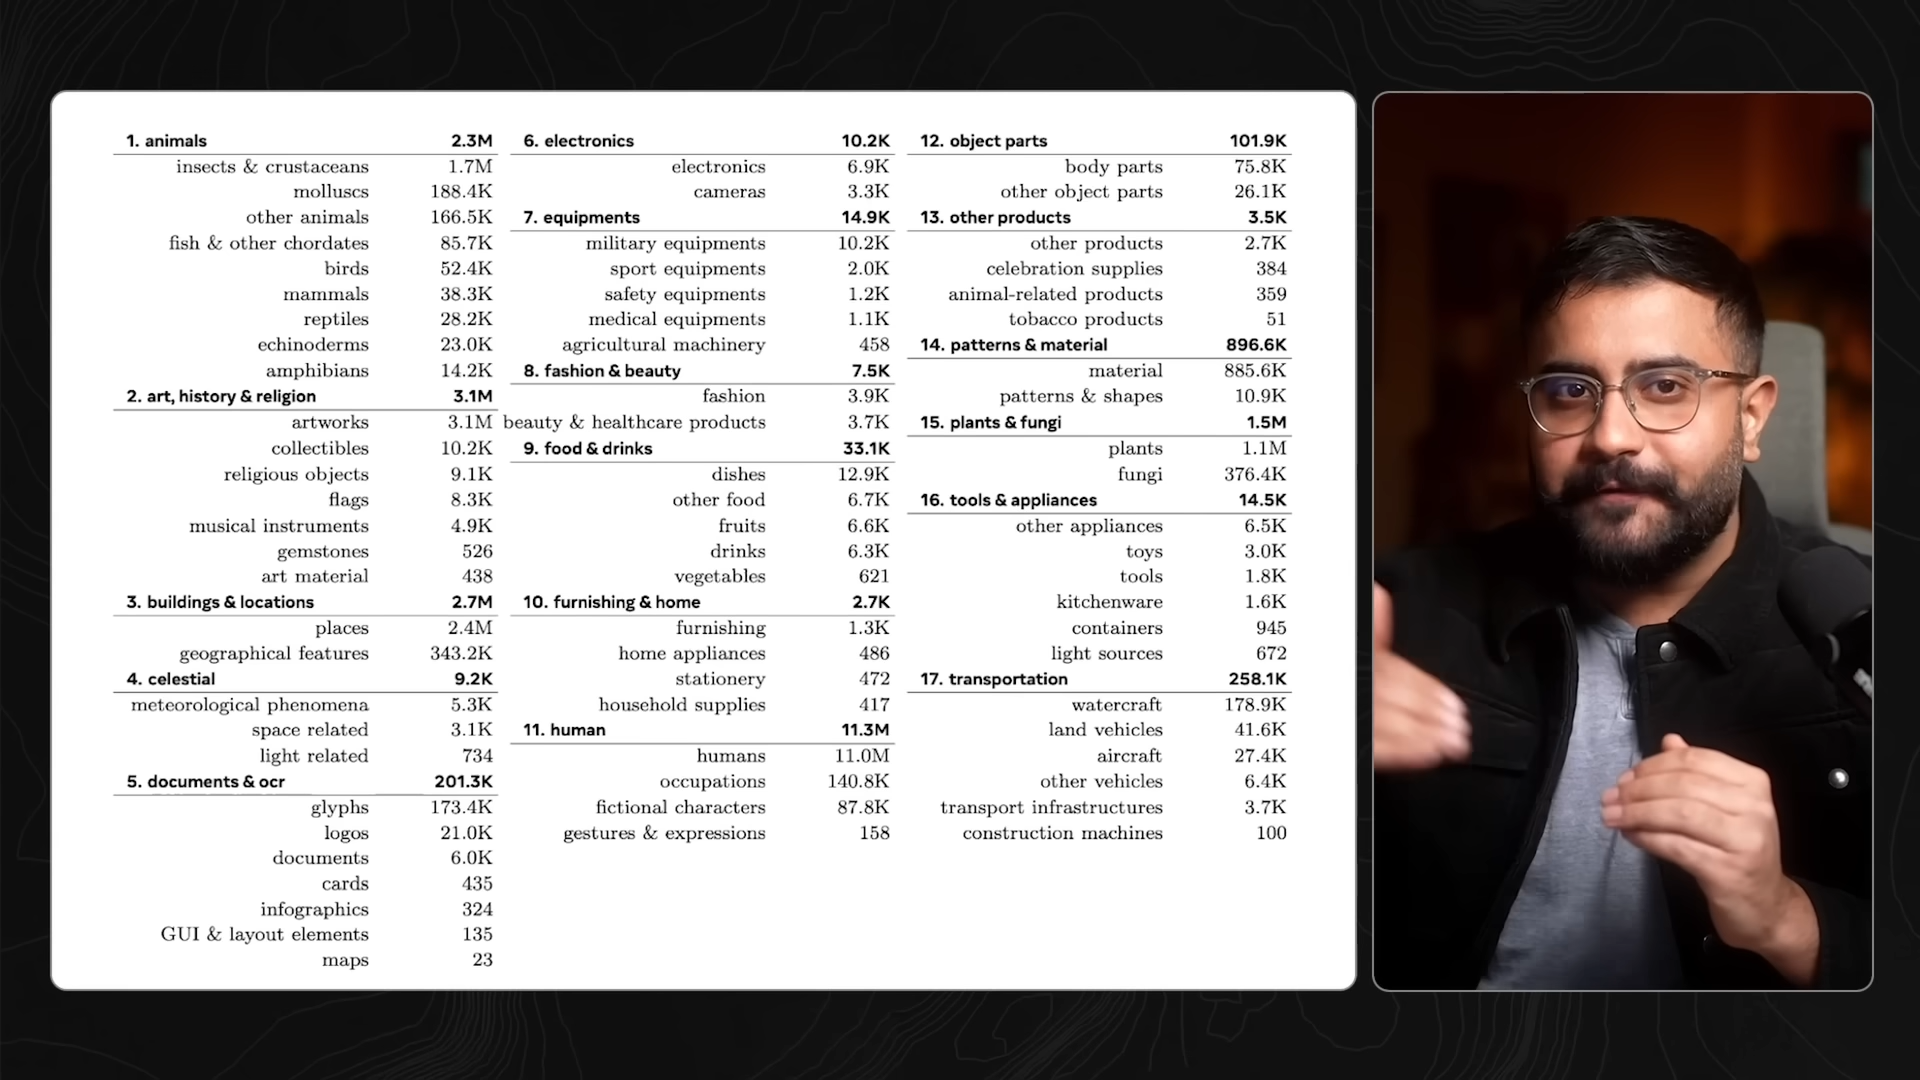 1. animals 2.3M
insects & crustaceans 1.7M
molluscs 188.4K
other animals 166.5K
fish & other chordates 85.7K
birds 52.4K
mammals 38.3K
reptiles 28.2K
echinoderms 23.0K
amphibians 14.2K
2. art, history & religion 3.1M
artworks 3.1M
collectibles 10.2K
religious objects 9.1K
flags 8.3K
musical instruments 4.9K
gemstones 526
art material 438
3. buildings & locations 2.7M
places 2.4M
geographical features 343.2K
4. celestial 9.2K
meteorological phenomena 5.3K
space related 3.1K
light related 734
5. documents & ocr 201.3K
glyphs 173.4K
logos 21.0K
documents 6.0K
cards 435
infographics 324
GUI & layout elements 135
maps 23
6. electronics 10.2K
electronics 6.9K
cameras 3.3K
7. equipments 14.9K
military equipments 10.2K
sport equipments 2.0K
safety equipments 1.2K
medical equipments 1.1K
agricultural machinery 458
8. fashion & beauty 7.5K
fashion 3.9K
beauty & healthcare products 3.7K
9. food & drinks 33.1K
dishes 12.9K
other food 6.7K
fruits 6.6K
drinks 6.3K
vegetables 621
10. furnishing & home 2.7K
furnishing 1.3K
home appliances 486
stationery 472
household supplies 417
11. human 11.3M
humans 11.0M
occupations 140.8K
fictional characters 87.8K
gestures & expressions 158
12. object parts 101.9K
body parts 75.8K
other object parts 26.1K
13. other products 3.5K
other products 2.7K
celebration supplies 384
animal-related products 359
tobacco products 51
14. patterns & material 896.6K
material 885.6K
patterns & shapes 10.9K
15. plants & fungi 1.5M
plants 1.1M
fungi 376.4K
16. tools & appliances 14.5K
other appliances 6.5K
toys 3.0K
tools 1.8K
kitchenware 1.6K
containers 945
light sources 672
17. transportation 258.1K
watercraft 178.9K
land vehicles 41.6K
aircraft 27.4K
other vehicles 6.4K
transport infrastructures 3.7K
construction machines 100